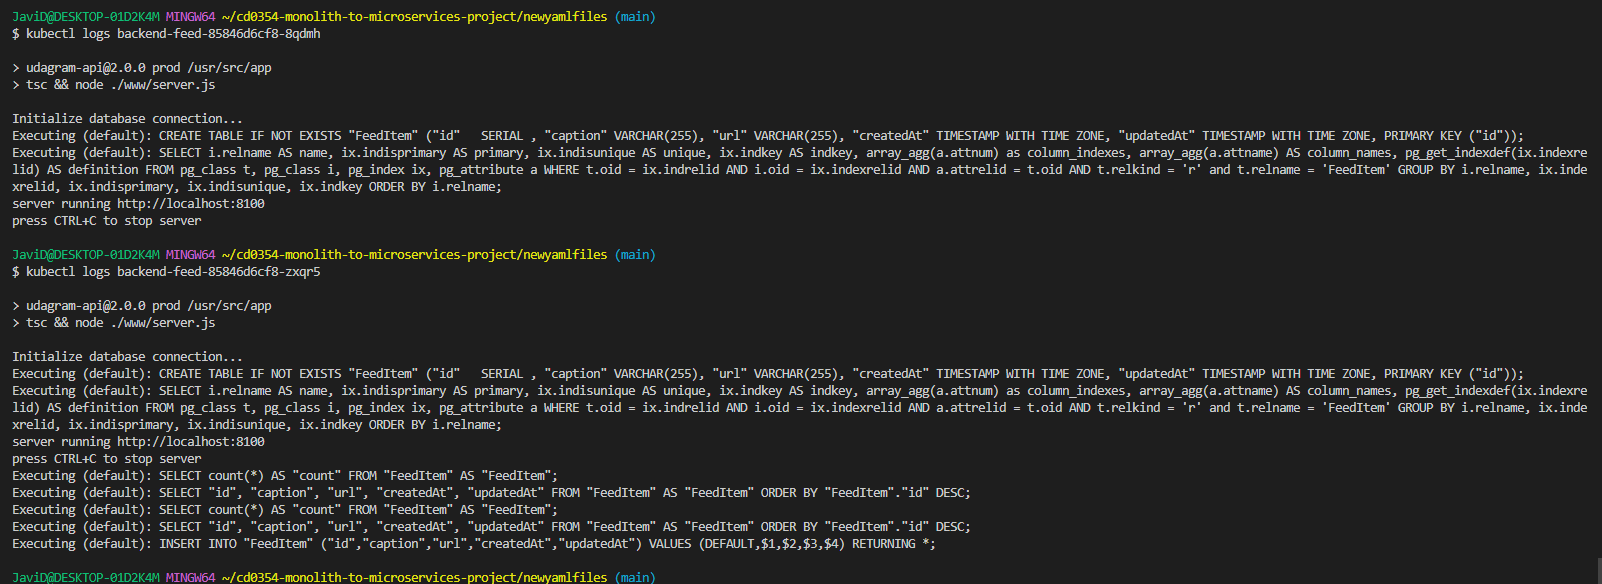 JaviD@DESKTOP-01D2K4M MINGW64 ~/cd0354-monolith-to-microservices-project/newyamlfiles (main)
$ kubectl logs backend-feed-85846d6cf8-8qdmh
> udagram-api@2.0.0 prod /usr/src/app
> tsc && node ./www/server.js
Initialize database connection...
Executing (default): CREATE TABLE IF NOT EXISTS "FeedItem" ("id"   SERIAL , "caption" VARCHAR(255), "url" VARCHAR(255), "createdAt" TIMESTAMP WITH TIME ZONE, "updatedAt" TIMESTAMP WITH TIME ZONE, PRIMARY KEY ("id"));
Executing (default): SELECT i.relname AS name, ix.indisprimary AS primary, ix.indisunique AS unique, ix.indkey AS indkey, array_agg(a.attnum) as column_indexes, array_agg(a.attname) AS column_names, pg_get_indexdef(ix.indexre
lid) AS definition FROM pg_class t, pg_class i, pg_index ix, pg_attribute a WHERE t.oid = ix.indrelid AND i.oid = ix.indexrelid AND a.attrelid = t.oid AND t.relkind = 'r' and t.relname = 'FeedItem' GROUP BY i.relname, ix.inde
xrelid, ix.indisprimary, ix.indisunique, ix.indkey ORDER BY i.relname;
server running http://localhost:8100
press CTRL+C to stop server
JaviD@DESKTOP-01D2K4M MINGW64 ~/cd0354-monolith-to-microservices-project/newyamlfiles (main)
$ kubectl logs backend-feed-85846d6cf8-zxqr5
> udagram-api@2.0.0 prod /usr/src/app
> tsc && node ./www/server.js
Initialize database connection...
Executing (default): CREATE TABLE IF NOT EXISTS "FeedItem" ("id"   SERIAL , "caption" VARCHAR(255), "url" VARCHAR(255), "createdAt" TIMESTAMP WITH TIME ZONE, "updatedAt" TIMESTAMP WITH TIME ZONE, PRIMARY KEY ("id"));
Executing (default): SELECT i.relname AS name, ix.indisprimary AS primary, ix.indisunique AS unique, ix.indkey AS indkey, array_agg(a.attnum) as column_indexes, array_agg(a.attname) AS column_names, pg_get_indexdef(ix.indexre
lid) AS definition FROM pg_class t, pg_class i, pg_index ix, pg_attribute a WHERE t.oid = ix.indrelid AND i.oid = ix.indexrelid AND a.attrelid = t.oid AND t.relkind = 'r' and t.relname = 'FeedItem' GROUP BY i.relname, ix.inde
xrelid, ix.indisprimary, ix.indisunique, ix.indkey ORDER BY i.relname;
server running http://localhost:8100
press CTRL+C to stop server
Executing (default): SELECT count(*) AS "count" FROM "FeedItem" AS "FeedItem";
Executing (default): SELECT "id", "caption", "url", "createdAt", "updatedAt" FROM "FeedItem" AS "FeedItem" ORDER BY "FeedItem"."id" DESC;
Executing (default): SELECT count(*) AS "count" FROM "FeedItem" AS "FeedItem";
Executing (default): SELECT "id", "caption", "url", "createdAt", "updatedAt" FROM "FeedItem" AS "FeedItem" ORDER BY "FeedItem"."id" DESC;
Executing (default): INSERT INTO "FeedItem" ("id","caption","url","createdAt","updatedAt") VALUES (DEFAULT,$1,$2,$3,$4) RETURNING *;
JaviD@DESKTOP-01D2K4M MINGW64 ~/cd0354-monolith-to-microservices-project/newyamlfiles (main)